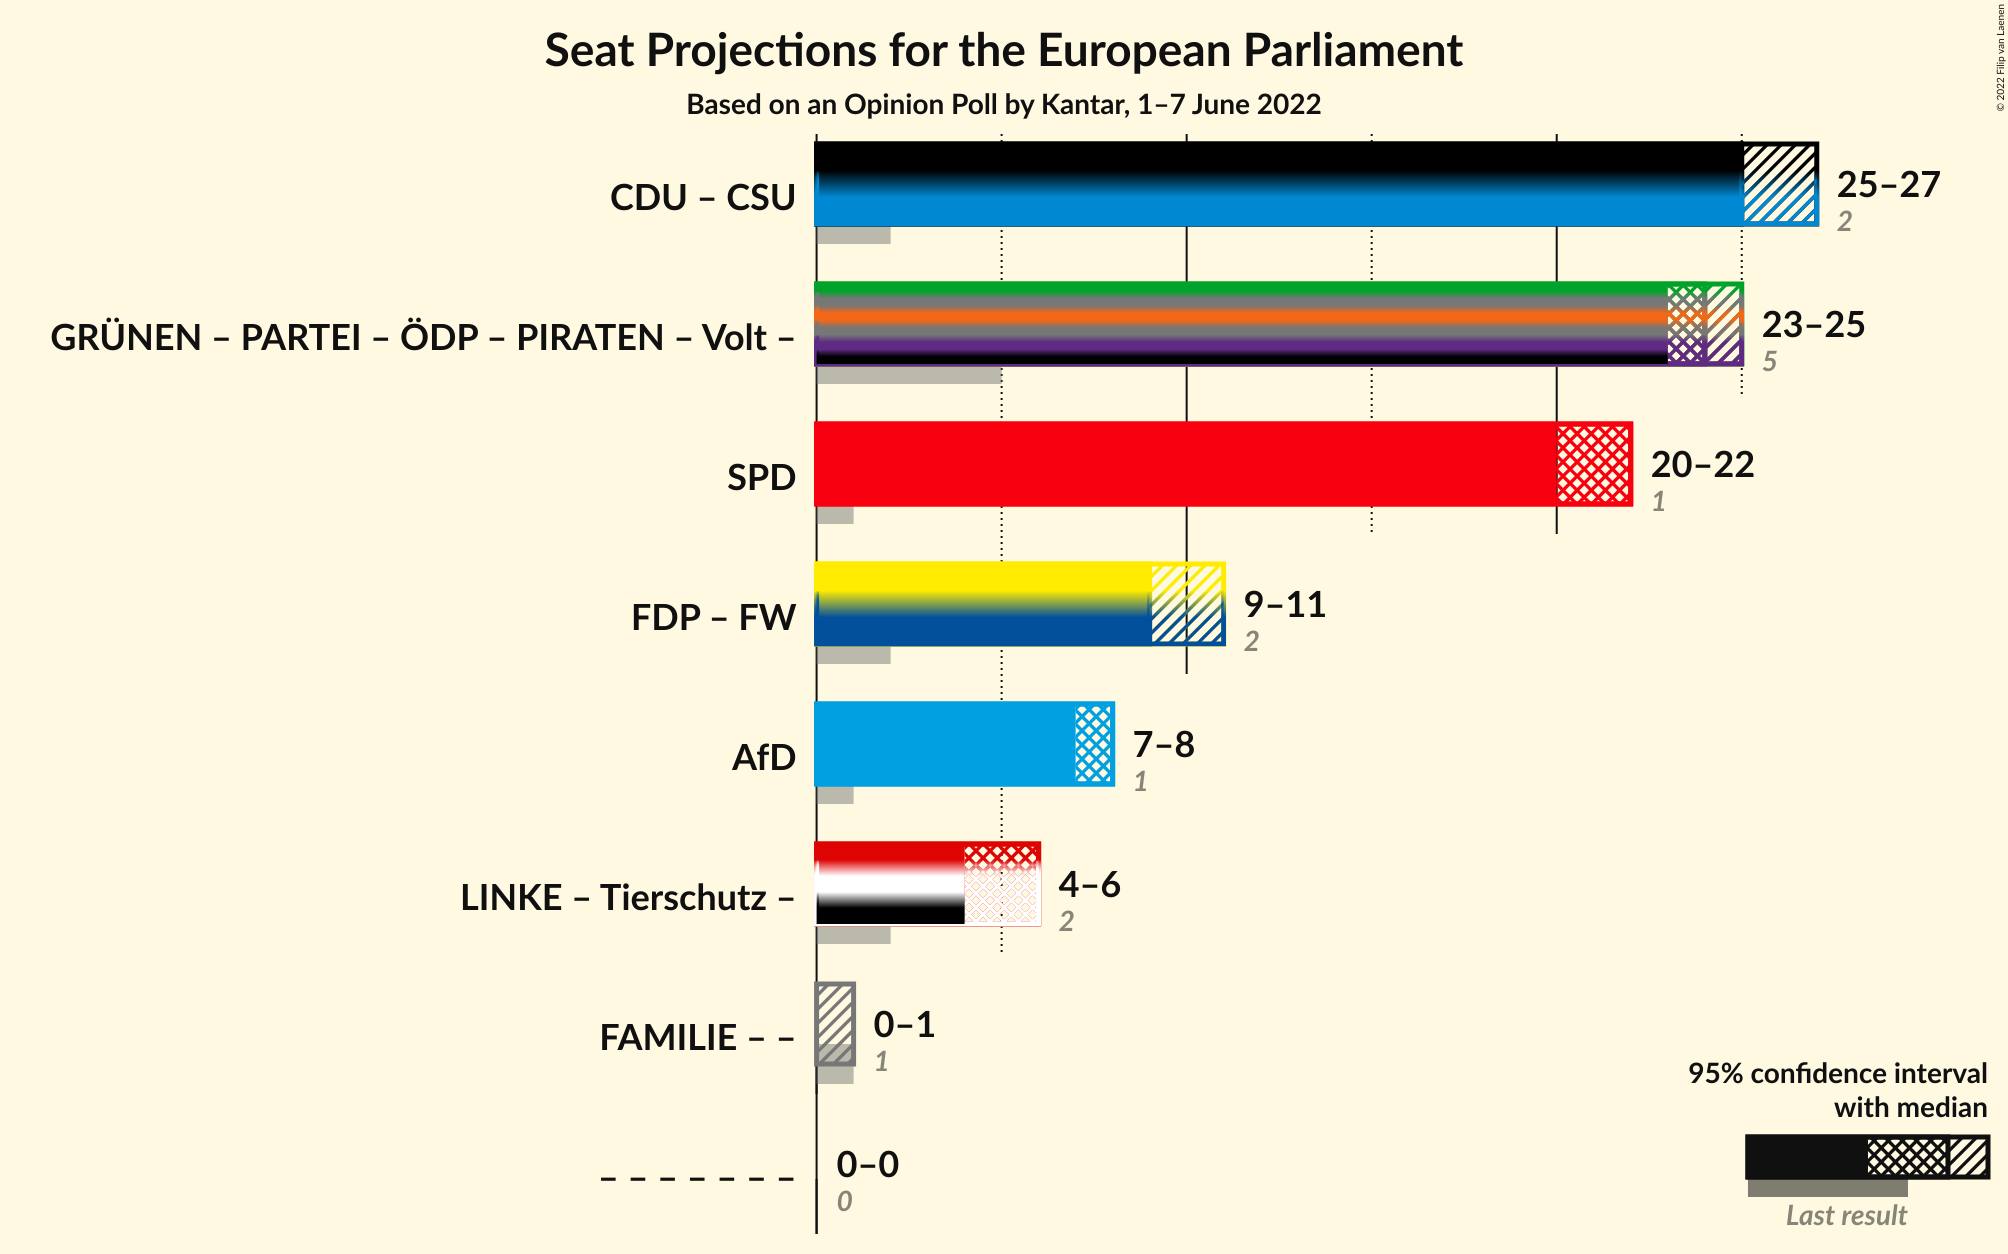 Seat Projections for the European Parliament
Based on an Opinion Poll by Kantar, 1–7 June 2022
© 2022 Filip van Laenen
CDU – CSU
25–27
2
GRÜNEN – PARTEI – ÖDP – PIRATEN – Volt –
23–25
5
SPD
20–22
1
FDP – FW
9–11
2
AfD
7–8
1
LINKE – Tierschutz –
4–6
2
FAMILIE – –
0–1
1
– – – – – – –
0–0
0
95% confidence interval
with median
Last result